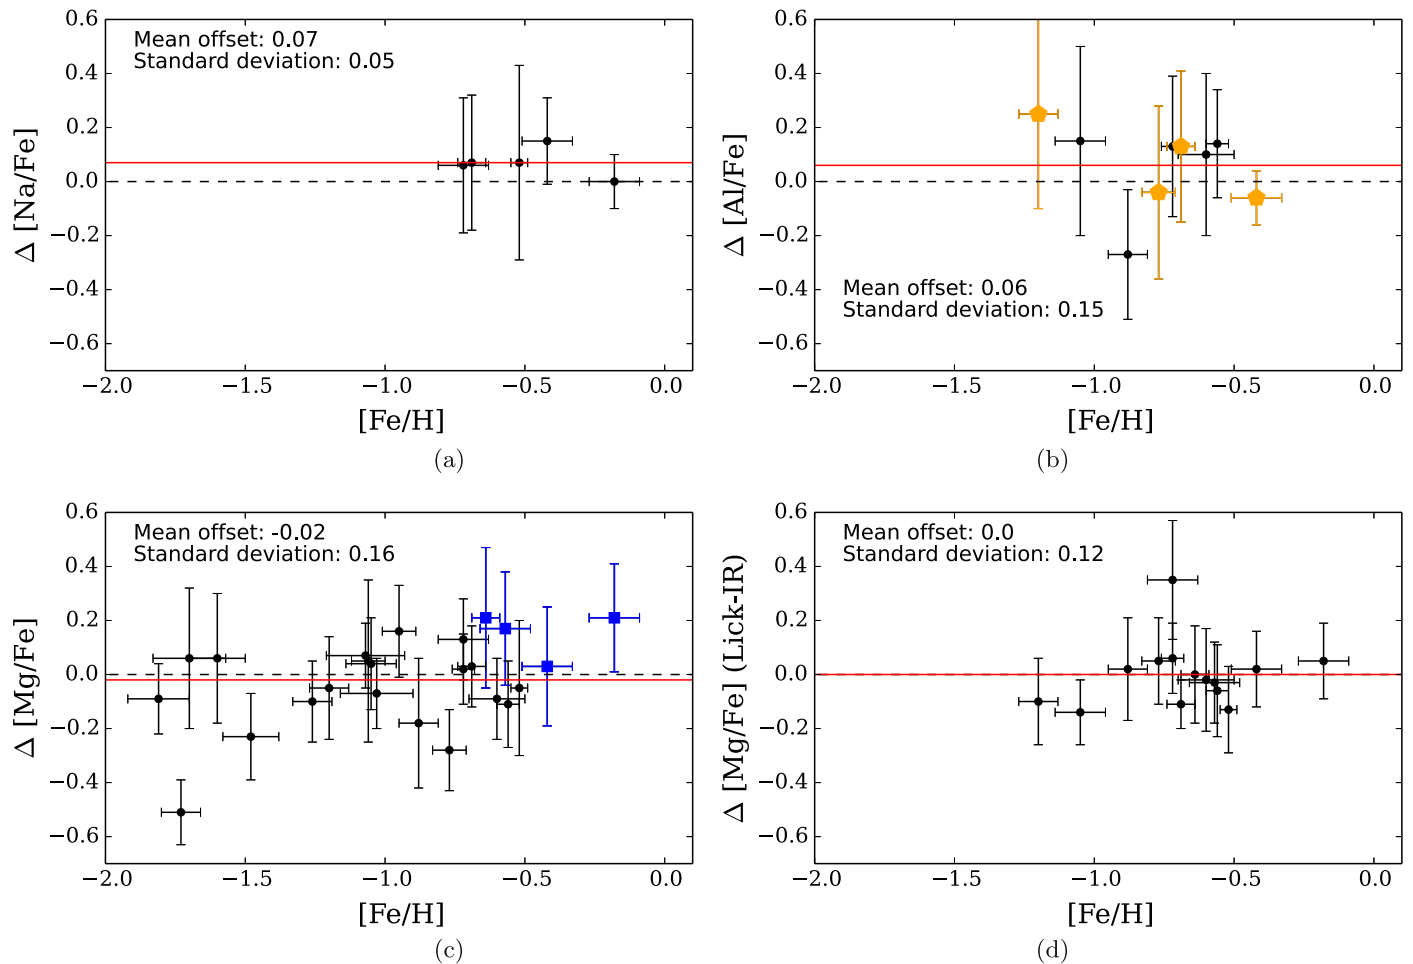 Mean offset: 0.07
Standard deviation: 0.05
0.6
0.4
0.2
0.0
−0.2
−0.4
−0.6
Δ [Na/Fe]
−2.0 −1.5 −1.0 −0.5 0.0
[Fe/H]
(a)
0.6
0.4
0.2
0.0
−0.2
−0.4
−0.6
Δ [Al/Fe]
Mean offset: 0.06
Standard deviation: 0.15
−2.0 −1.5 −1.0 −0.5 0.0
[Fe/H]
(b)
Mean offset: -0.02
Standard deviation: 0.16
0.6
0.4
0.2
0.0
−0.2
−0.4
−0.6
Δ [Mg/Fe]
−2.0 −1.5 −1.0 −0.5 0.0
[Fe/H]
(c)
Mean offset: 0.0
Standard deviation: 0.12
0.6
0.4
0.2
0.0
−0.2
−0.4
−0.6
Δ [Mg/Fe] (Lick-IR)
−2.0 −1.5 −1.0 −0.5 0.0
[Fe/H]
(d)